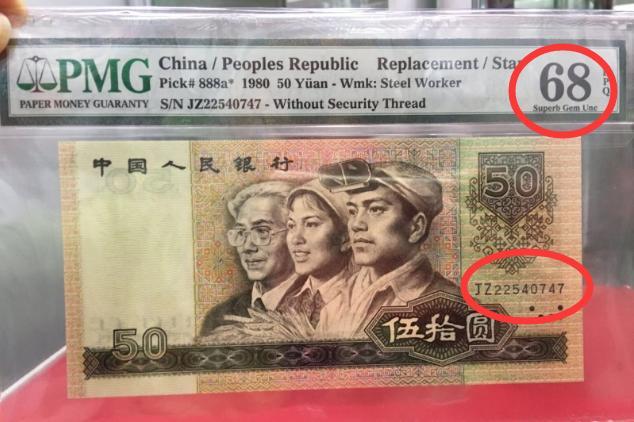 PMG
PAPER MONEY GUARANTY
China / Peoples Republic Replacement / Sta
Pick# 888a* 1980 50 Yüan - Wmk: Steel Worker
S/N JZ22540747 - Without Security Thread
68
Superb Gem Unc
E
P
Q
中国人民银行
50
JZ22540747
伍拾圆
50